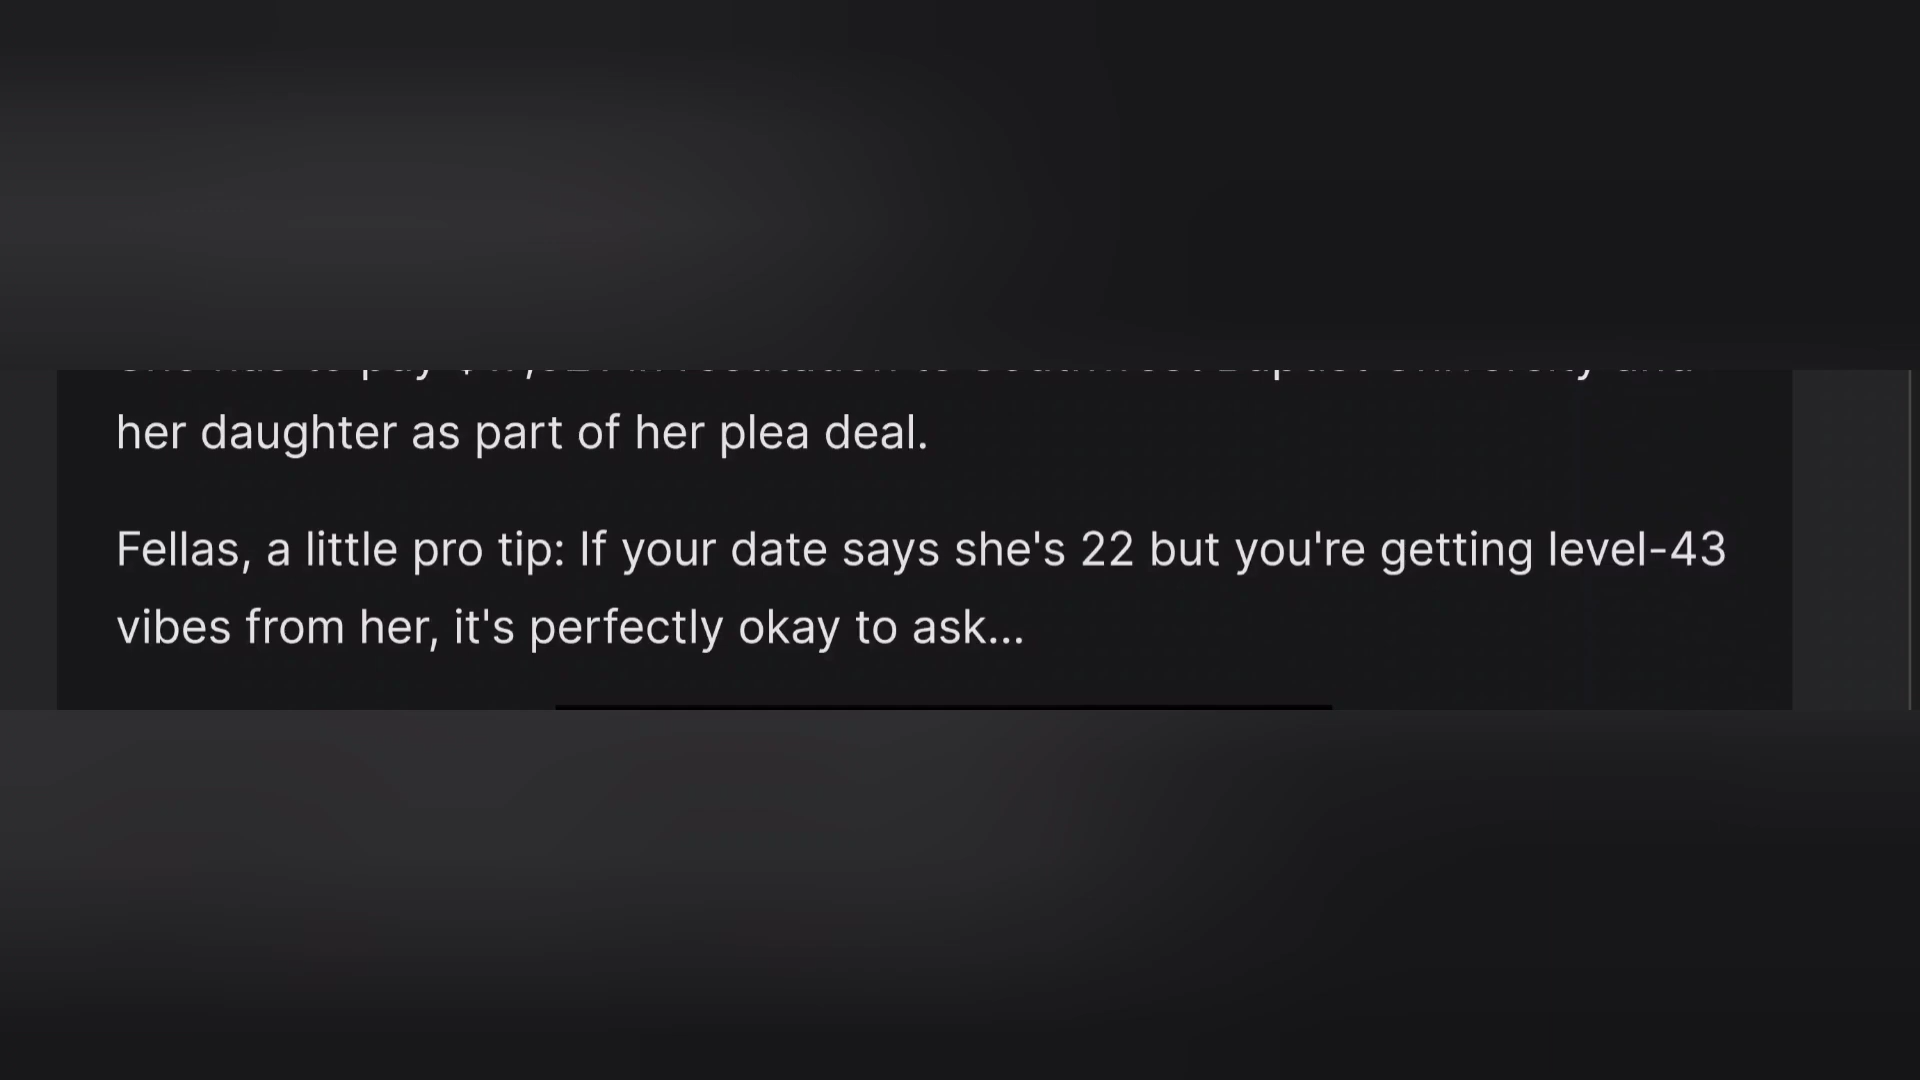 her daughter as part of her plea deal.
Fellas, a little pro tip: If your date says she's 22 but you're getting level-43
vibes from her, it's perfectly okay to ask...